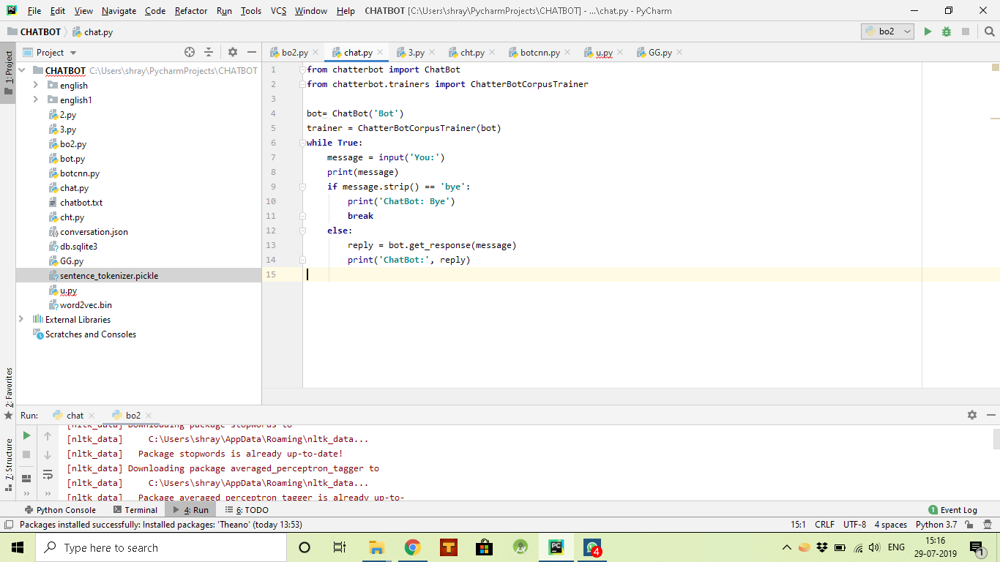 File Edit View Navigate Code Refactor Run Tools VCS Window Help CHATBOT [C:\Users\shray\PycharmProjects\CHATBOT] - ...\chat.py - PyCharm
CHATBOT chat.py bo2
1: Project
Project
bo2.py chat.py 3.py cht.py botcnn.py u.py GG.py
CHATBOT C:\Users\shray\PycharmProjects\CHATBOT
english
english1
2.py
3.py
bo2.py
bot.py
botcnn.py
chat.py
chatbot.txt
cht.py
conversation.json
db.sqlite3
GG.py
sentence_tokenizer.pickle
u.py
word2vec.bin
External Libraries
Scratches and Consoles
1 from chatterbot import ChatBot
2 from chatterbot.trainers import ChatterBotCorpusTrainer
3
4 bot= ChatBot('Bot')
5 trainer = ChatterBotCorpusTrainer(bot)
6 while True:
7 message = input('You:')
8 print(message)
9 if message.strip() == 'bye':
10 print('ChatBot: Bye')
11 break
12 else:
13 reply = bot.get_response(message)
14 print('ChatBot:', reply)
15
2: Favorites
7: Structure
Run: chat bo2
[nltk_data] Downloading package stopwords to
[nltk_data] C:\Users\shray\AppData\Roaming\nltk_data...
[nltk_data] Package stopwords is already up-to-date!
[nltk_data] Downloading package averaged_perceptron_tagger to
[nltk_data] C:\Users\shray\AppData\Roaming\nltk_data...
[nltk_data] Package averaged_perceptron_tagger is already up-to-
Python Console Terminal 4: Run 6: TODO 1 Event Log
Packages installed successfully: Installed packages: 'Theano' (today 13:53) 15:1 CRLF UTF-8 4 spaces Python 3.7
Type here to search
T
PC
4
ENG
15:16
29-07-2019
1